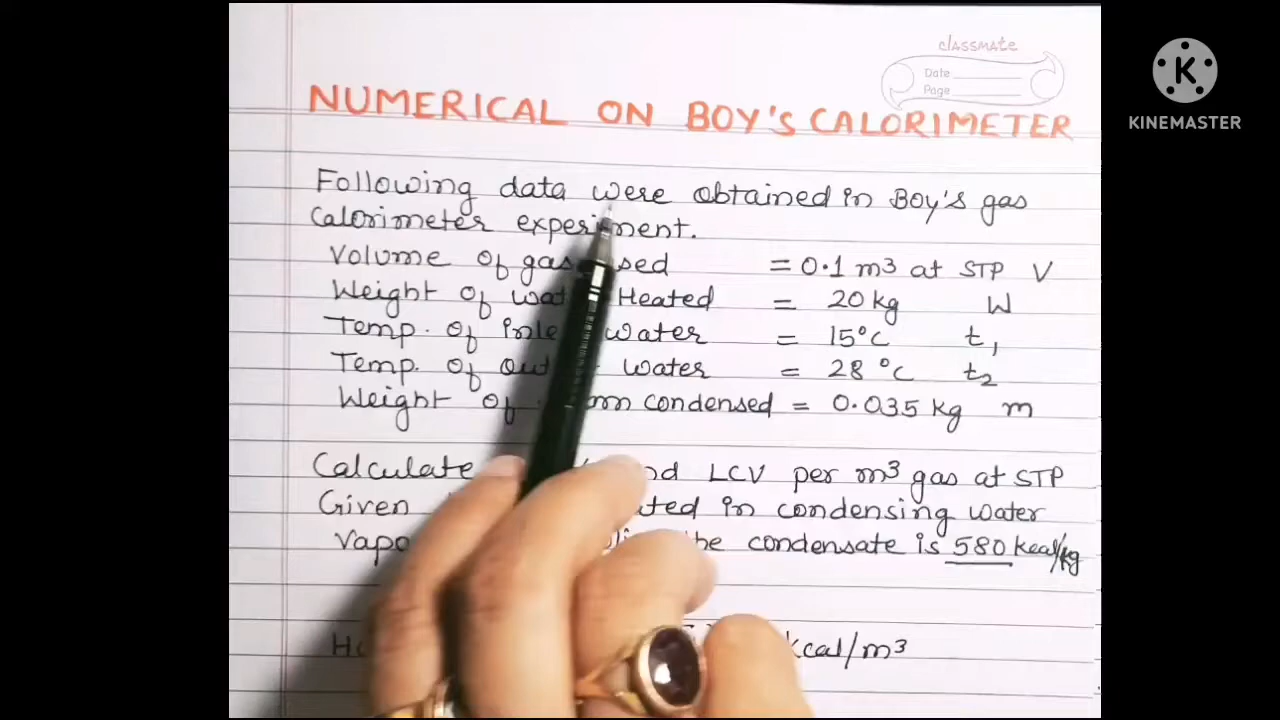 classmate
Date
Page
KINEMASTER
NUMERICAL ON BOY'S CALORIMETER
Following data were obtained in Boy's gas
Calorimeter experiment.
Volume of gas used = 0.1 m³ at STP V
Weight of water Heated = 20 kg W
Temp. of inlet water = 15°C t₁
Temp. of water = 28 °C t₂
Weight of condensed = 0.035 kg m
Calculate LCV per m³ gas at STP
Given in condensing water
the condensate is 580 kcal/kg
kcal/m³